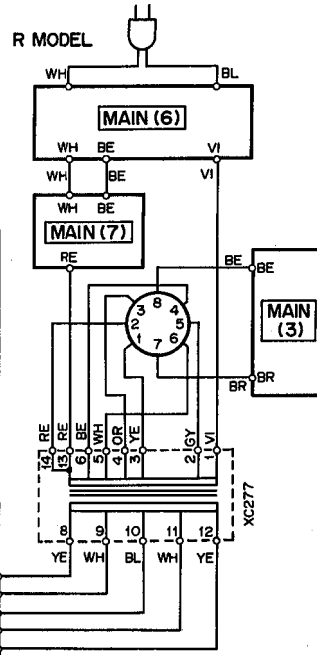 R MODEL
WH BL
MAIN (6)
WH BE VI
WH BE VI
WH BE
MAIN (7)
RE
BE BE
8
3 4
2 5
1 6
7
MAIN
(3)
BR BR
RE RE BE WH OR YE GY VI
14 13 6 5 4 3 2 1
XC277
8 9 10 11 12
YE WH BL WH YE